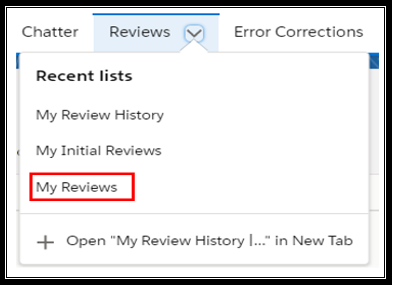 Chatter Reviews Error Corrections
Recent lists
My Review History
My Initial Reviews
My Reviews
+ Open "My Review History |..." in New Tab